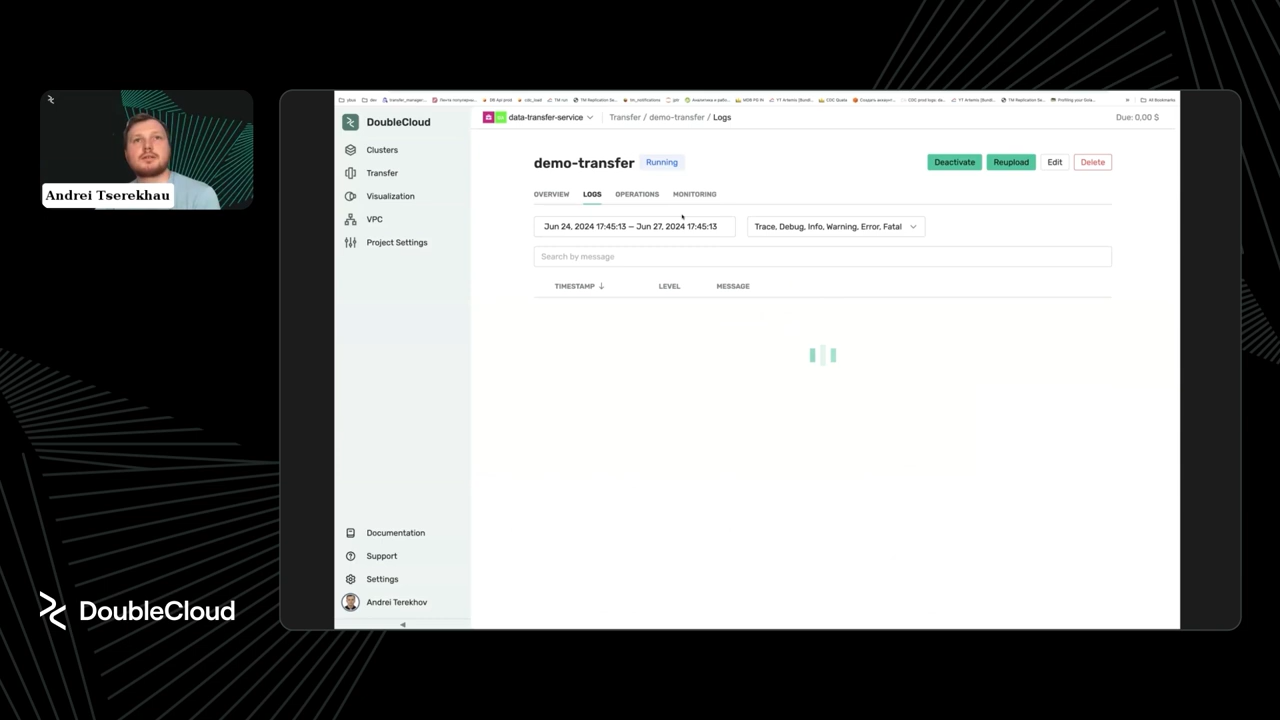 Andrei Tserekhau
DoubleCloud
All Bookmarks
DoubleCloud
Clusters
Transfer
Visualization
VPC
Project Settings
Documentation
Support
Settings
Andrei Terekhov
data-transfer-service
Transfer / demo-transfer / Logs
Due: 0,00 $
demo-transfer
Running
Deactivate
Reupload
Edit
Delete
OVERVIEW
LOGS
OPERATIONS
MONITORING
Jun 24, 2024 17:45:13 — Jun 27, 2024 17:45:13
Trace, Debug, Info, Warning, Error, Fatal
Search by message
TIMESTAMP ↓
LEVEL
MESSAGE